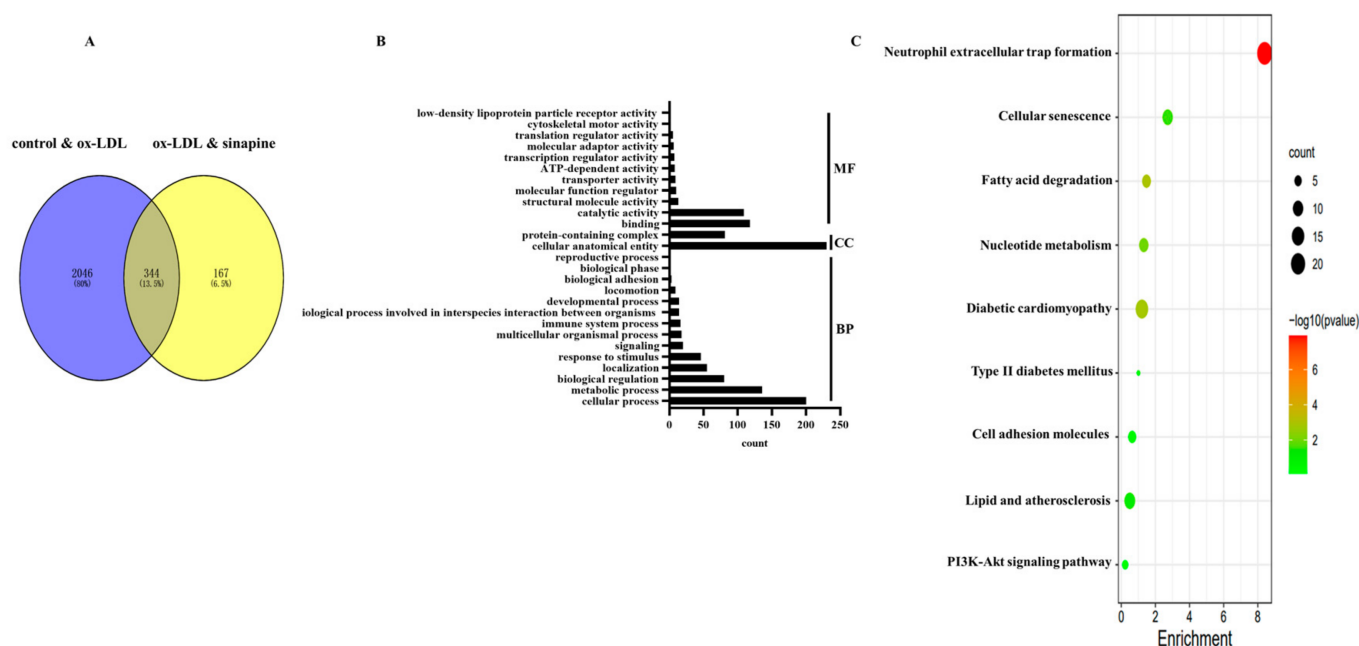 A
control & ox-LDL
ox-LDL & sinapine
2046
(80%)
344
(13.5%)
167
(6.5%)
B
low-density lipoprotein particle receptor activity
cytoskeletal motor activity
translation regulator activity
molecular adaptor activity
transcription regulator activity
ATP-dependent activity
transporter activity
molecular function regulator
structural molecule activity
catalytic activity
binding
protein-containing complex
cellular anatomical entity
reproductive process
biological phase
biological adhesion
locomotion
developmental process
iological process involved in interspecies interaction between organisms
immune system process
multicellular organismal process
signaling
response to stimulus
localization
biological regulation
metabolic process
cellular process
MF
CC
BP
0 50 100 150 200 250
count
C
Neutrophil extracellular trap formation
Cellular senescence
Fatty acid degradation
Nucleotide metabolism
Diabetic cardiomyopathy
Type II diabetes mellitus
Cell adhesion molecules
Lipid and atherosclerosis
PI3K-Akt signaling pathway
0 2 4 6 8
Enrichment
count
5
10
15
20
−log10(pvalue)
6
4
2